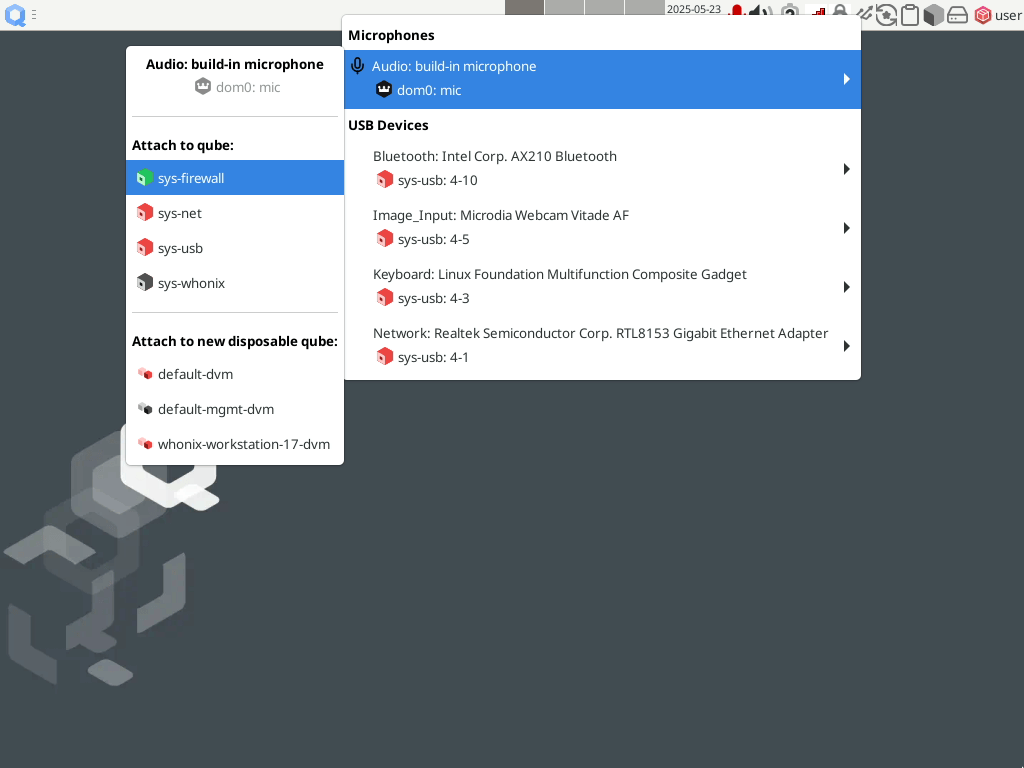 2025-05-23
user
Microphones
Audio: build-in microphone
dom0: mic
USB Devices
Bluetooth: Intel Corp. AX210 Bluetooth
sys-usb: 4-10
Image_Input: Microdia Webcam Vitade AF
sys-usb: 4-5
Keyboard: Linux Foundation Multifunction Composite Gadget
sys-usb: 4-3
Network: Realtek Semiconductor Corp. RTL8153 Gigabit Ethernet Adapter
sys-usb: 4-1
Audio: build-in microphone
dom0: mic
Attach to qube:
sys-firewall
sys-net
sys-usb
sys-whonix
Attach to new disposable qube:
default-dvm
default-mgmt-dvm
whonix-workstation-17-dvm